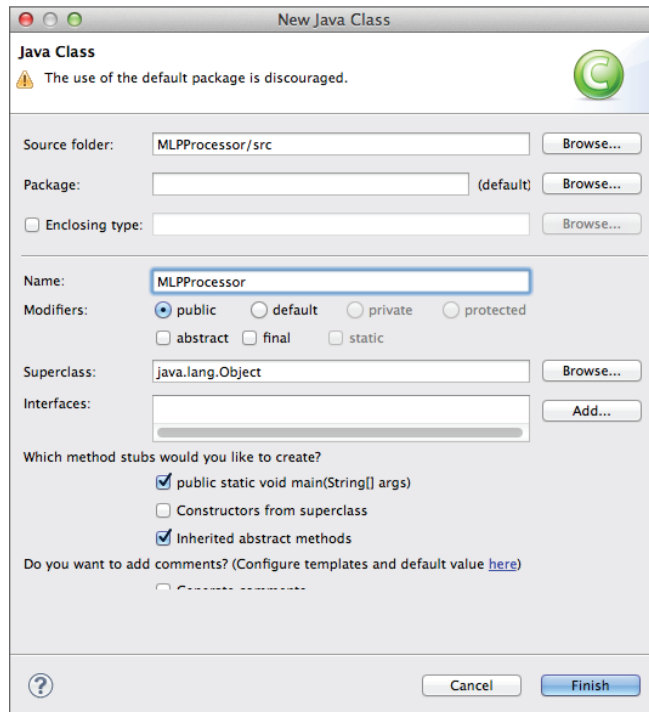 New Java Class
Java Class
The use of the default package is discouraged.
C
Source folder: MLPProcessor/src Browse...
Package: (default) Browse...
Enclosing type: Browse...
Name: MLPProcessor
Modifiers: public default private protected
abstract final static
Superclass: java.lang.Object Browse...
Interfaces: Add...
Which method stubs would you like to create?
public static void main(String[] args)
Constructors from superclass
Inherited abstract methods
Do you want to add comments? (Configure templates and default value here)
Generate comments
? Cancel Finish